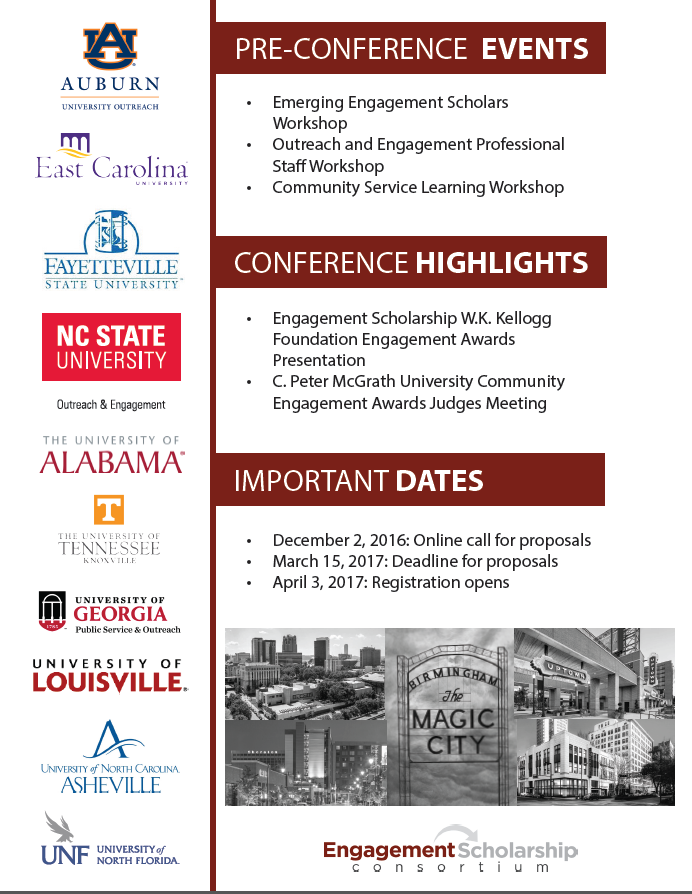 AUBURN
UNIVERSITY OUTREACH
East Carolina
UNIVERSITY
FAYETTEVILLE
STATE UNIVERSITY
NC STATE
UNIVERSITY
Outreach & Engagement
THE UNIVERSITY OF
ALABAMA
T
THE UNIVERSITY OF
TENNESSEE
KNOXVILLE
1785
UNIVERSITY OF
GEORGIA
Public Service & Outreach
UNIVERSITY OF
LOUISVILLE
UNIVERSITY of NORTH CAROLINA
ASHEVILLE
UNF
UNIVERSITY of
NORTH FLORIDA
PRE-CONFERENCE EVENTS
• Emerging Engagement Scholars
Workshop
• Outreach and Engagement Professional
Staff Workshop
• Community Service Learning Workshop
CONFERENCE HIGHLIGHTS
• Engagement Scholarship W.K. Kellogg
Foundation Engagement Awards
Presentation
• C. Peter McGrath University Community
Engagement Awards Judges Meeting
IMPORTANT DATES
• December 2, 2016: Online call for proposals
• March 15, 2017: Deadline for proposals
• April 3, 2017: Registration opens
BIRMINGHAM
The
MAGIC
CITY
UPTOWN
EngagementScholarship
consortium